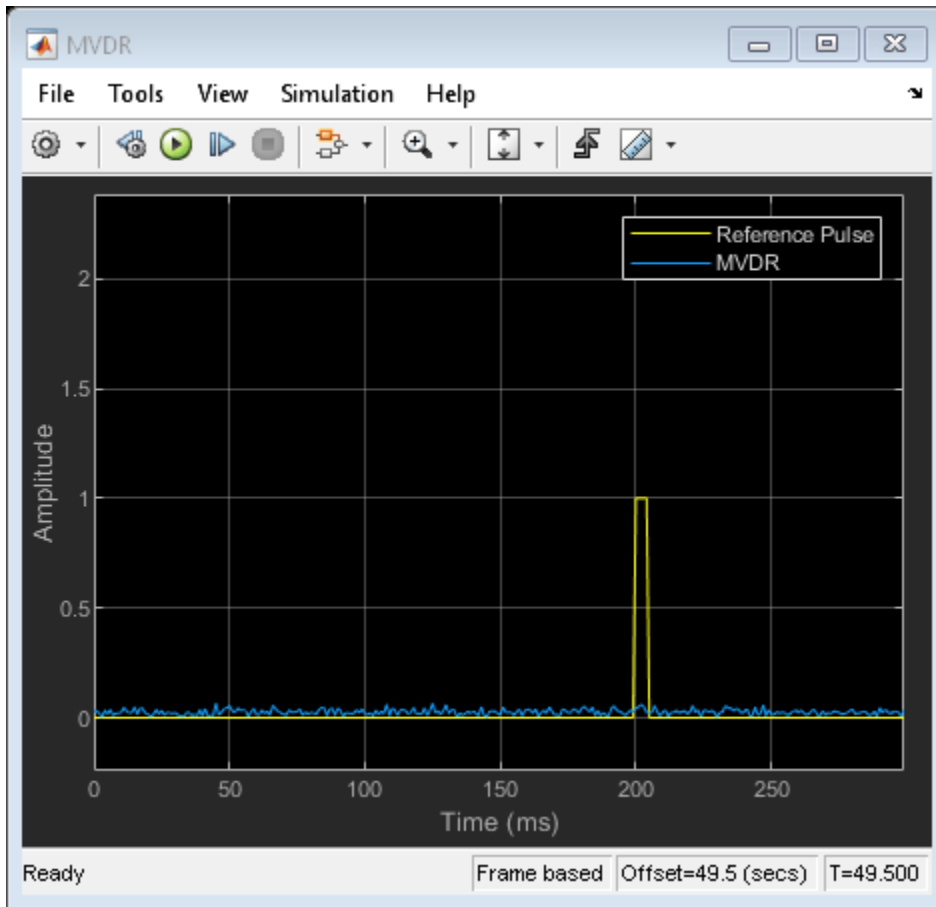 MVDR
File Tools View Simulation Help
Reference Pulse
MVDR
2
1.5
1
0.5
0
Amplitude
0 50 100 150 200 250
Time (ms)
Ready Frame based Offset=49.5 (secs) T=49.500